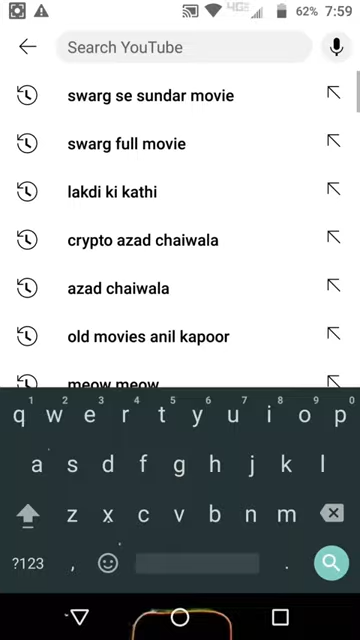 4GE 62% 7:59
Search YouTube
swarg se sundar movie
swarg full movie
lakdi ki kathi
crypto azad chaiwala
azad chaiwala
old movies anil kapoor
meow meow
1 2 3 4 5 6 7 8 9 0
q w e r t y u i o p
a s d f g h j k l
z x c v b n m
?123 , .